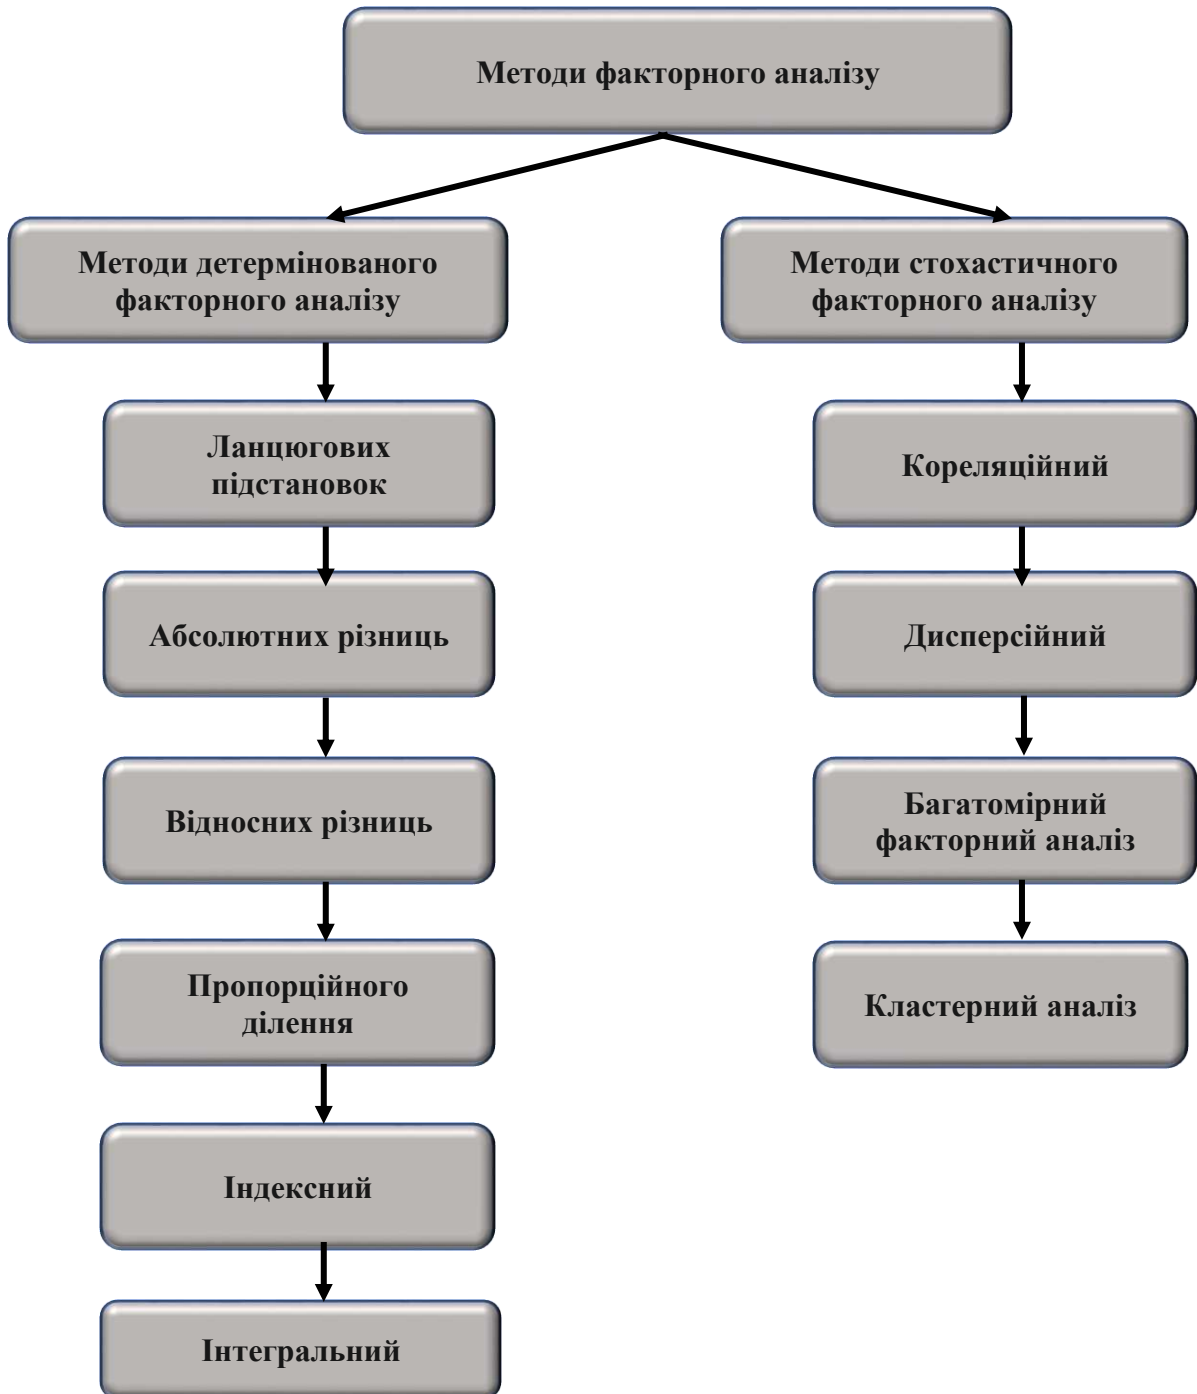 Методи факторного аналізу
Методи детермінованого
факторного аналізу
Методи стохастичного
факторного аналізу
Ланцюгових
підстановок
Кореляційний
Абсолютних різниць
Дисперсійний
Відносних різниць
Багатомірний
факторний аналіз
Пропорційного
ділення
Кластерний аналіз
Індексний
Інтегральний